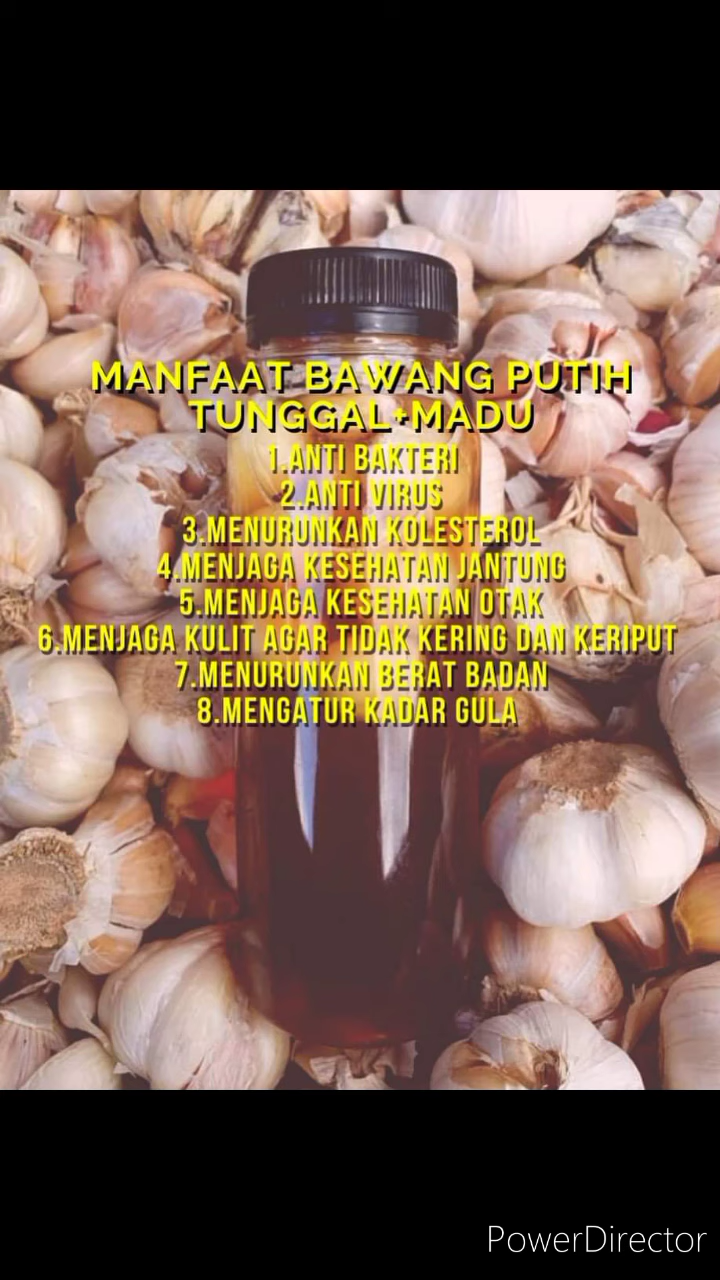 MANFAAT BAWANG PUTIH
TUNGGAL+MADU
1.ANTI BAKTERI
2.ANTI VIRUS
3.MENURUNKAN KOLESTEROL
4.MENJAGA KESEHATAN JANTUNG
5.MENJAGA KESEHATAN OTAK
6.MENJAGA KULIT AGAR TIDAK KERING DAN KERIPUT
7.MENURUNKAN BERAT BADAN
8.MENGATUR KADAR GULA
PowerDirector